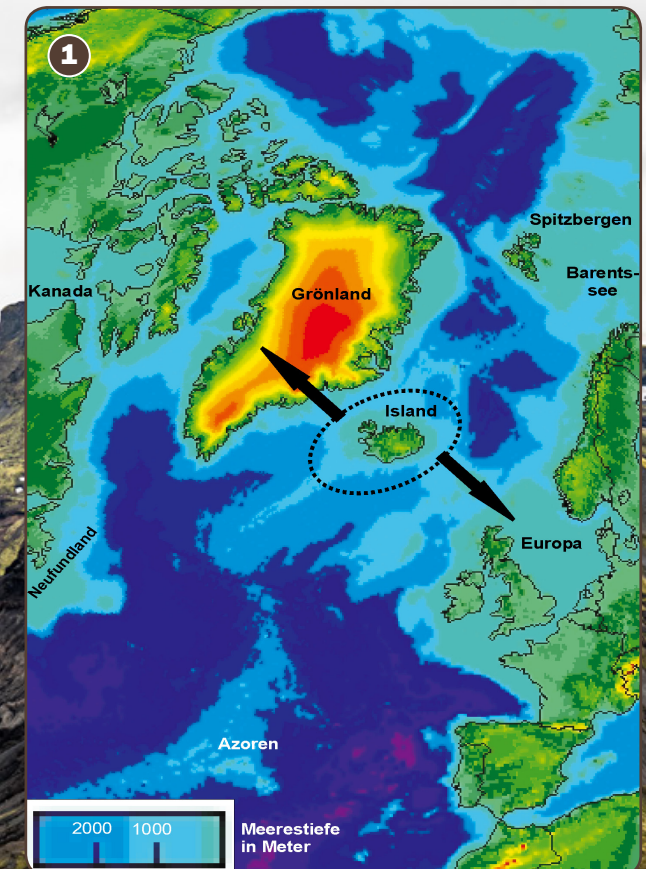 1
Spitzbergen
Barents-
see
Kanada
Grönland
Island
Europa
Neufundland
Azoren
2000 1000
Meerestiefe
in Meter